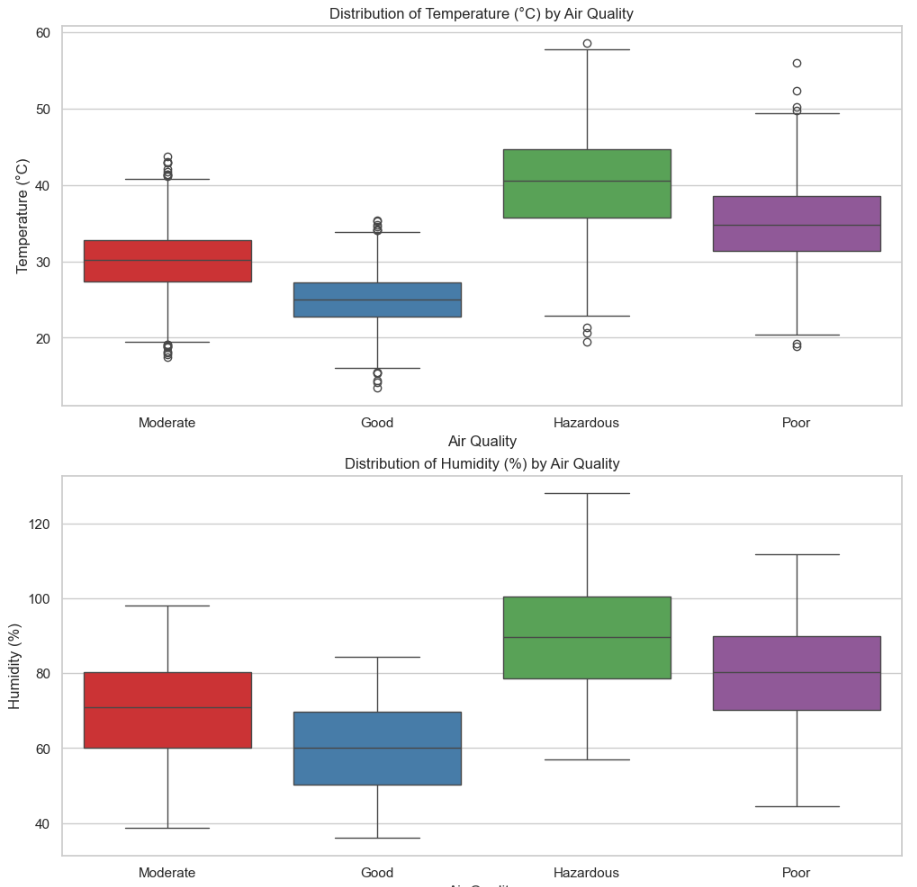 Distribution of Temperature (°C) by Air Quality
60
50
40
30
20
Temperature (°C)
Moderate Good Hazardous Poor
Air Quality
Distribution of Humidity (%) by Air Quality
120
100
80
60
40
Humidity (%)
Moderate Good Hazardous Poor